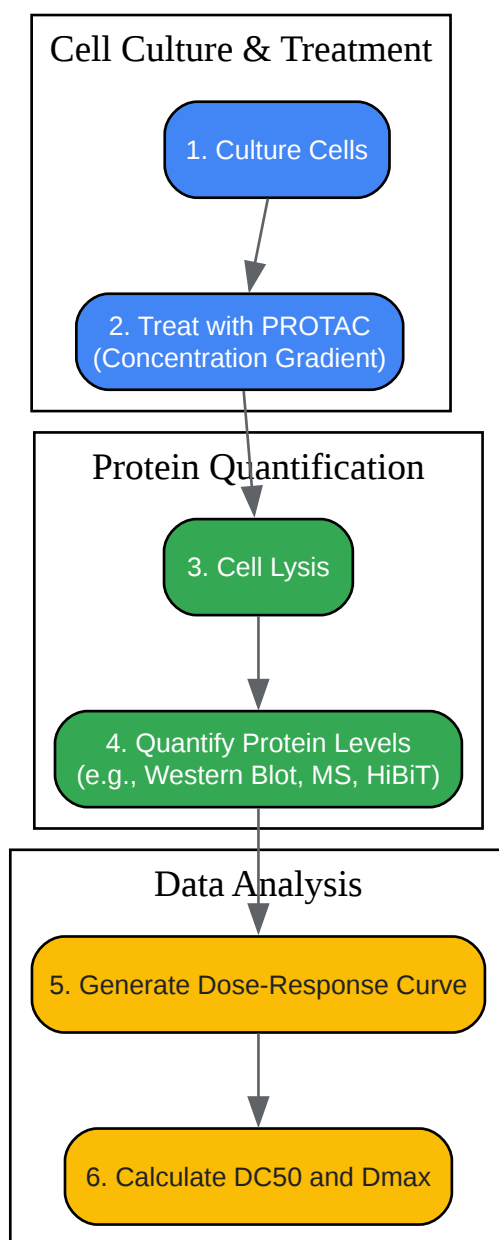 Cell Culture & Treatment
1. Culture Cells
2. Treat with PROTAC
(Concentration Gradient)
Protein Quantification
3. Cell Lysis
4. Quantify Protein Levels
(e.g., Western Blot, MS, HiBiT)
Data Analysis
5. Generate Dose-Response Curve
6. Calculate DC50 and Dmax